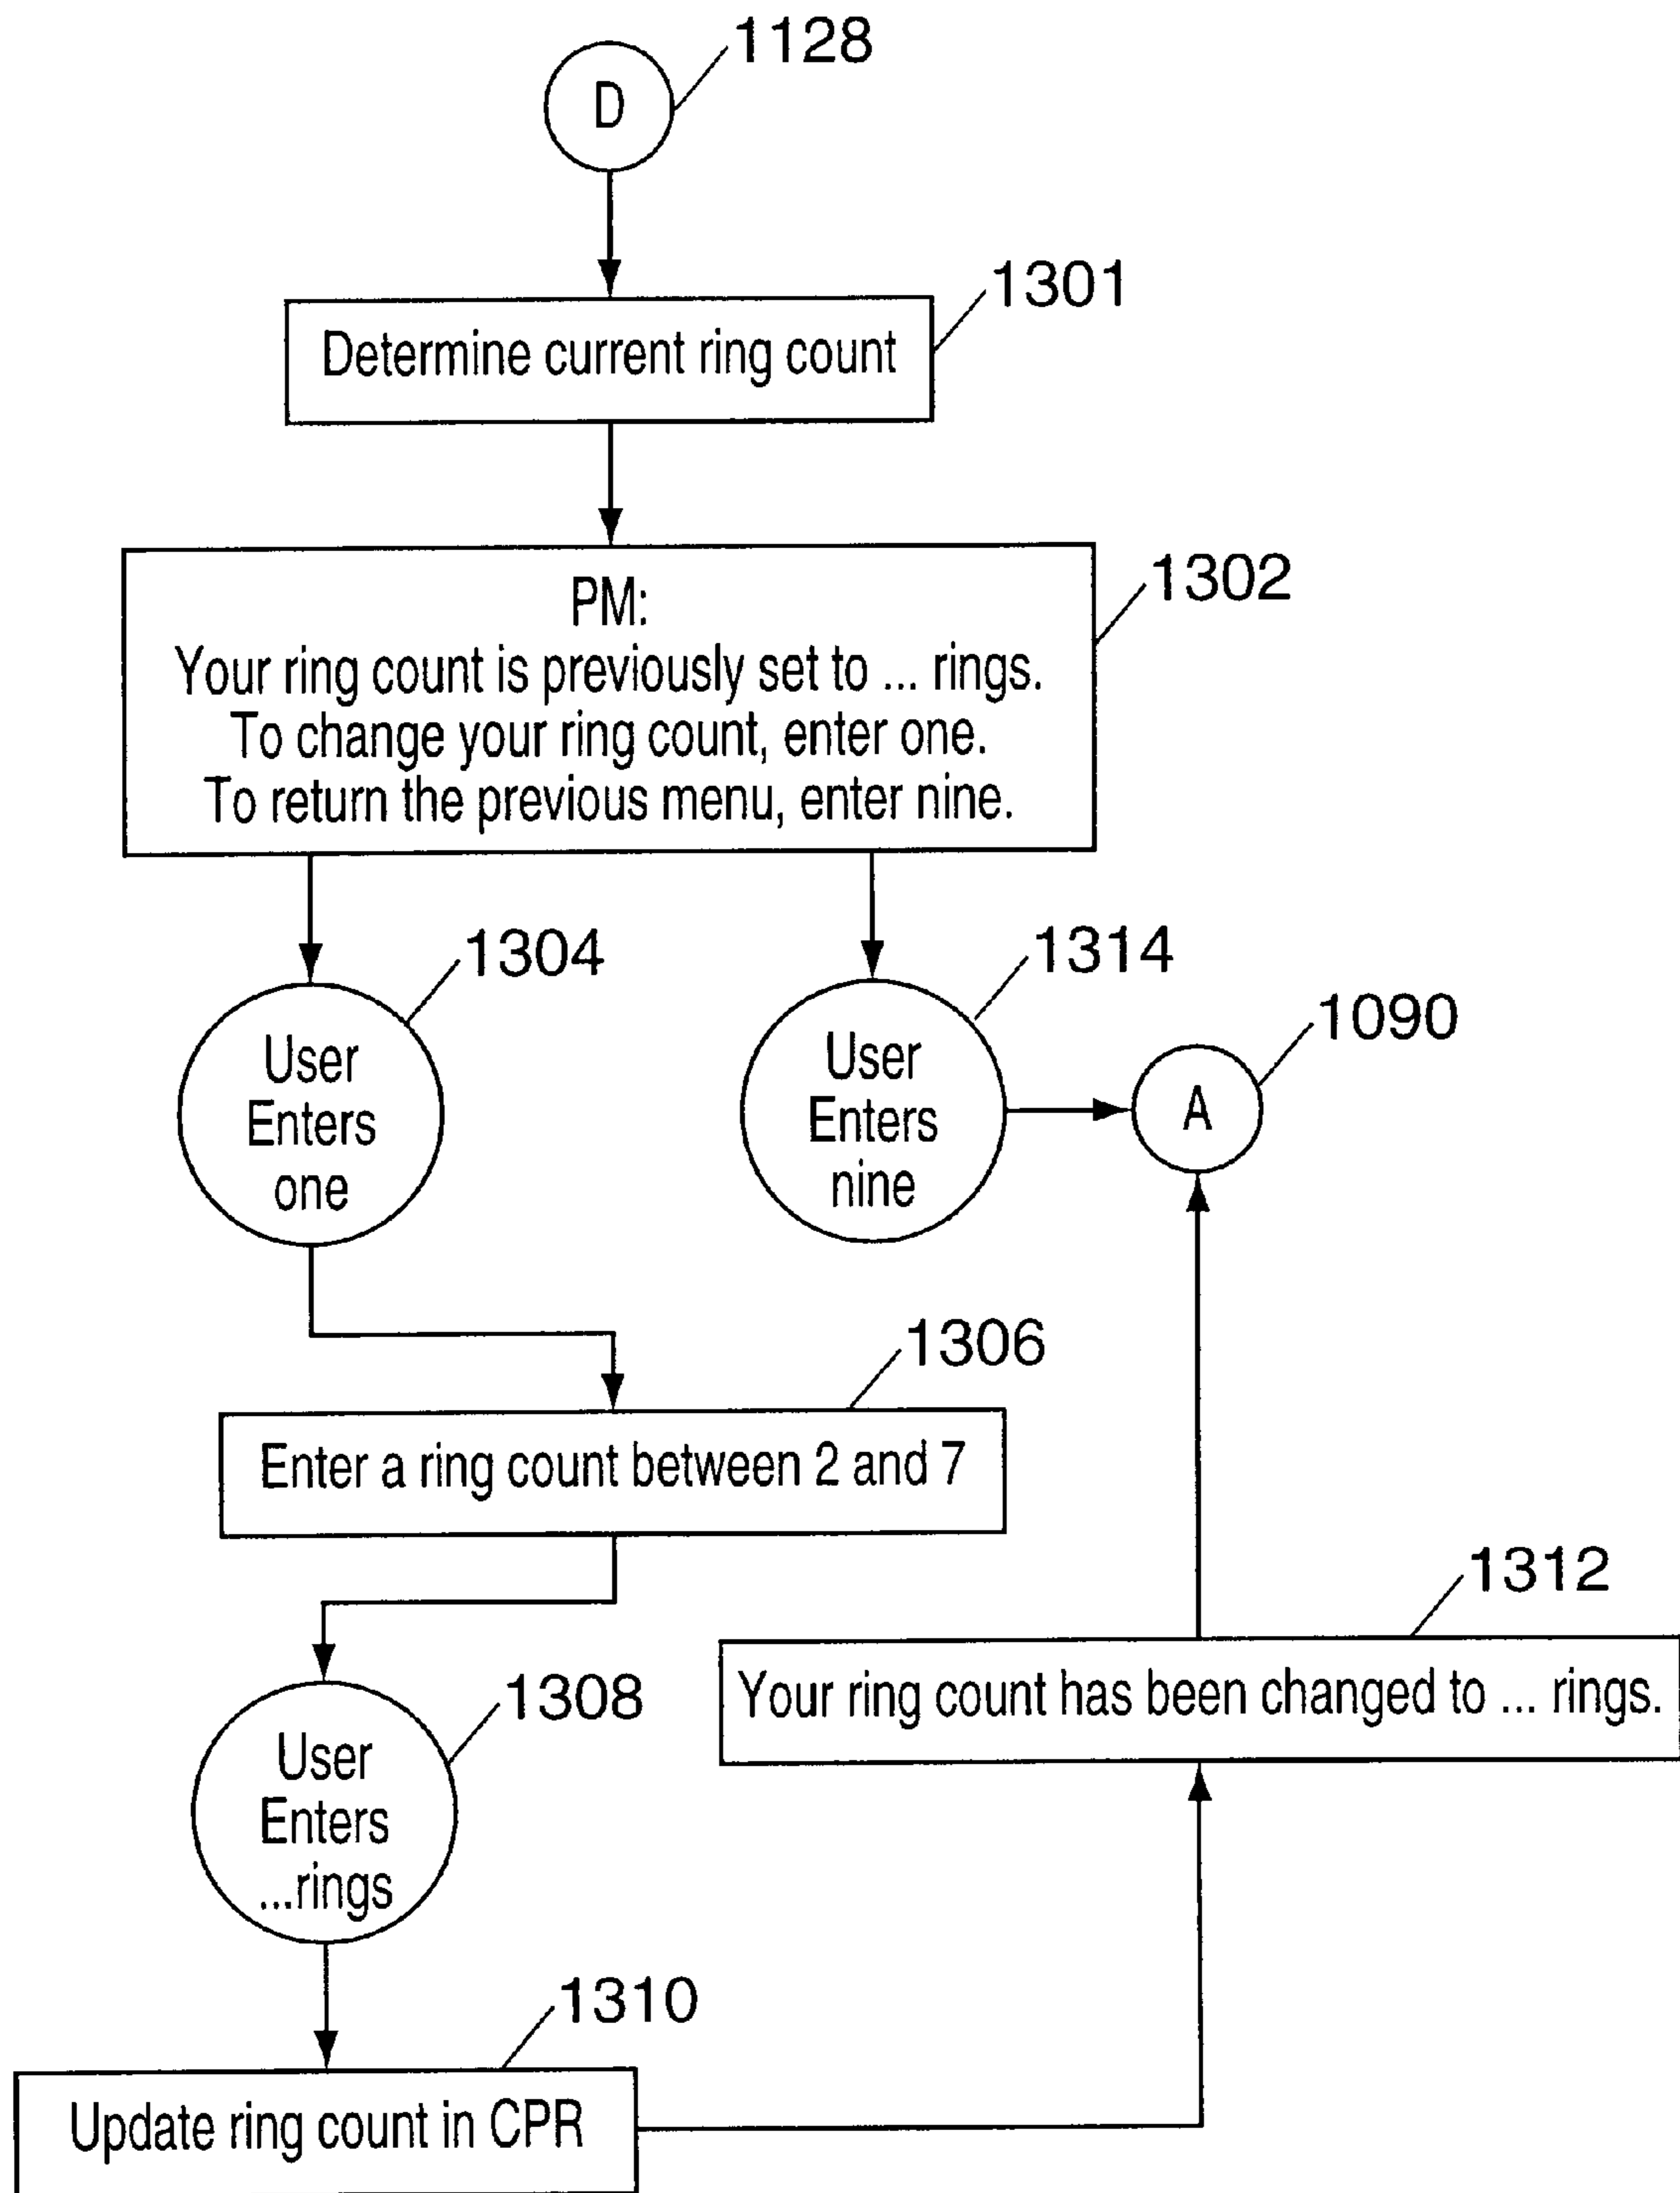 1128
D
1301
Determine current ring count
1302
PM:
Your ring count is previously set to ... rings.
To change your ring count, enter one.
To return the previous menu, enter nine.
1304
User
Enters
one
1314
User
Enters
nine
1090
A
1306
Enter a ring count between 2 and 7
1308
User
Enters
...rings
1312
Your ring count has been changed to ... rings.
1310
Update ring count in CPR